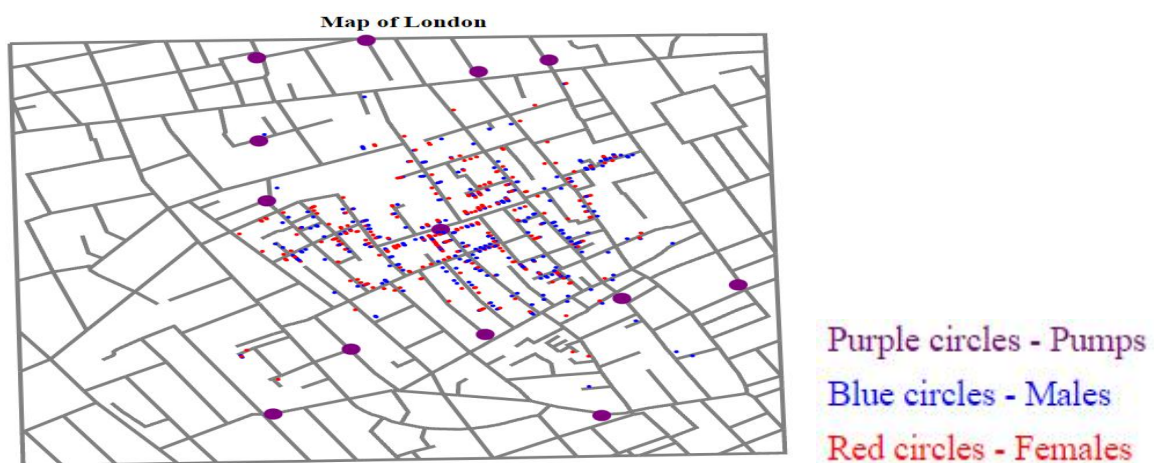 Map of London
Purple circles - Pumps
Blue circles - Males
Red circles - Females